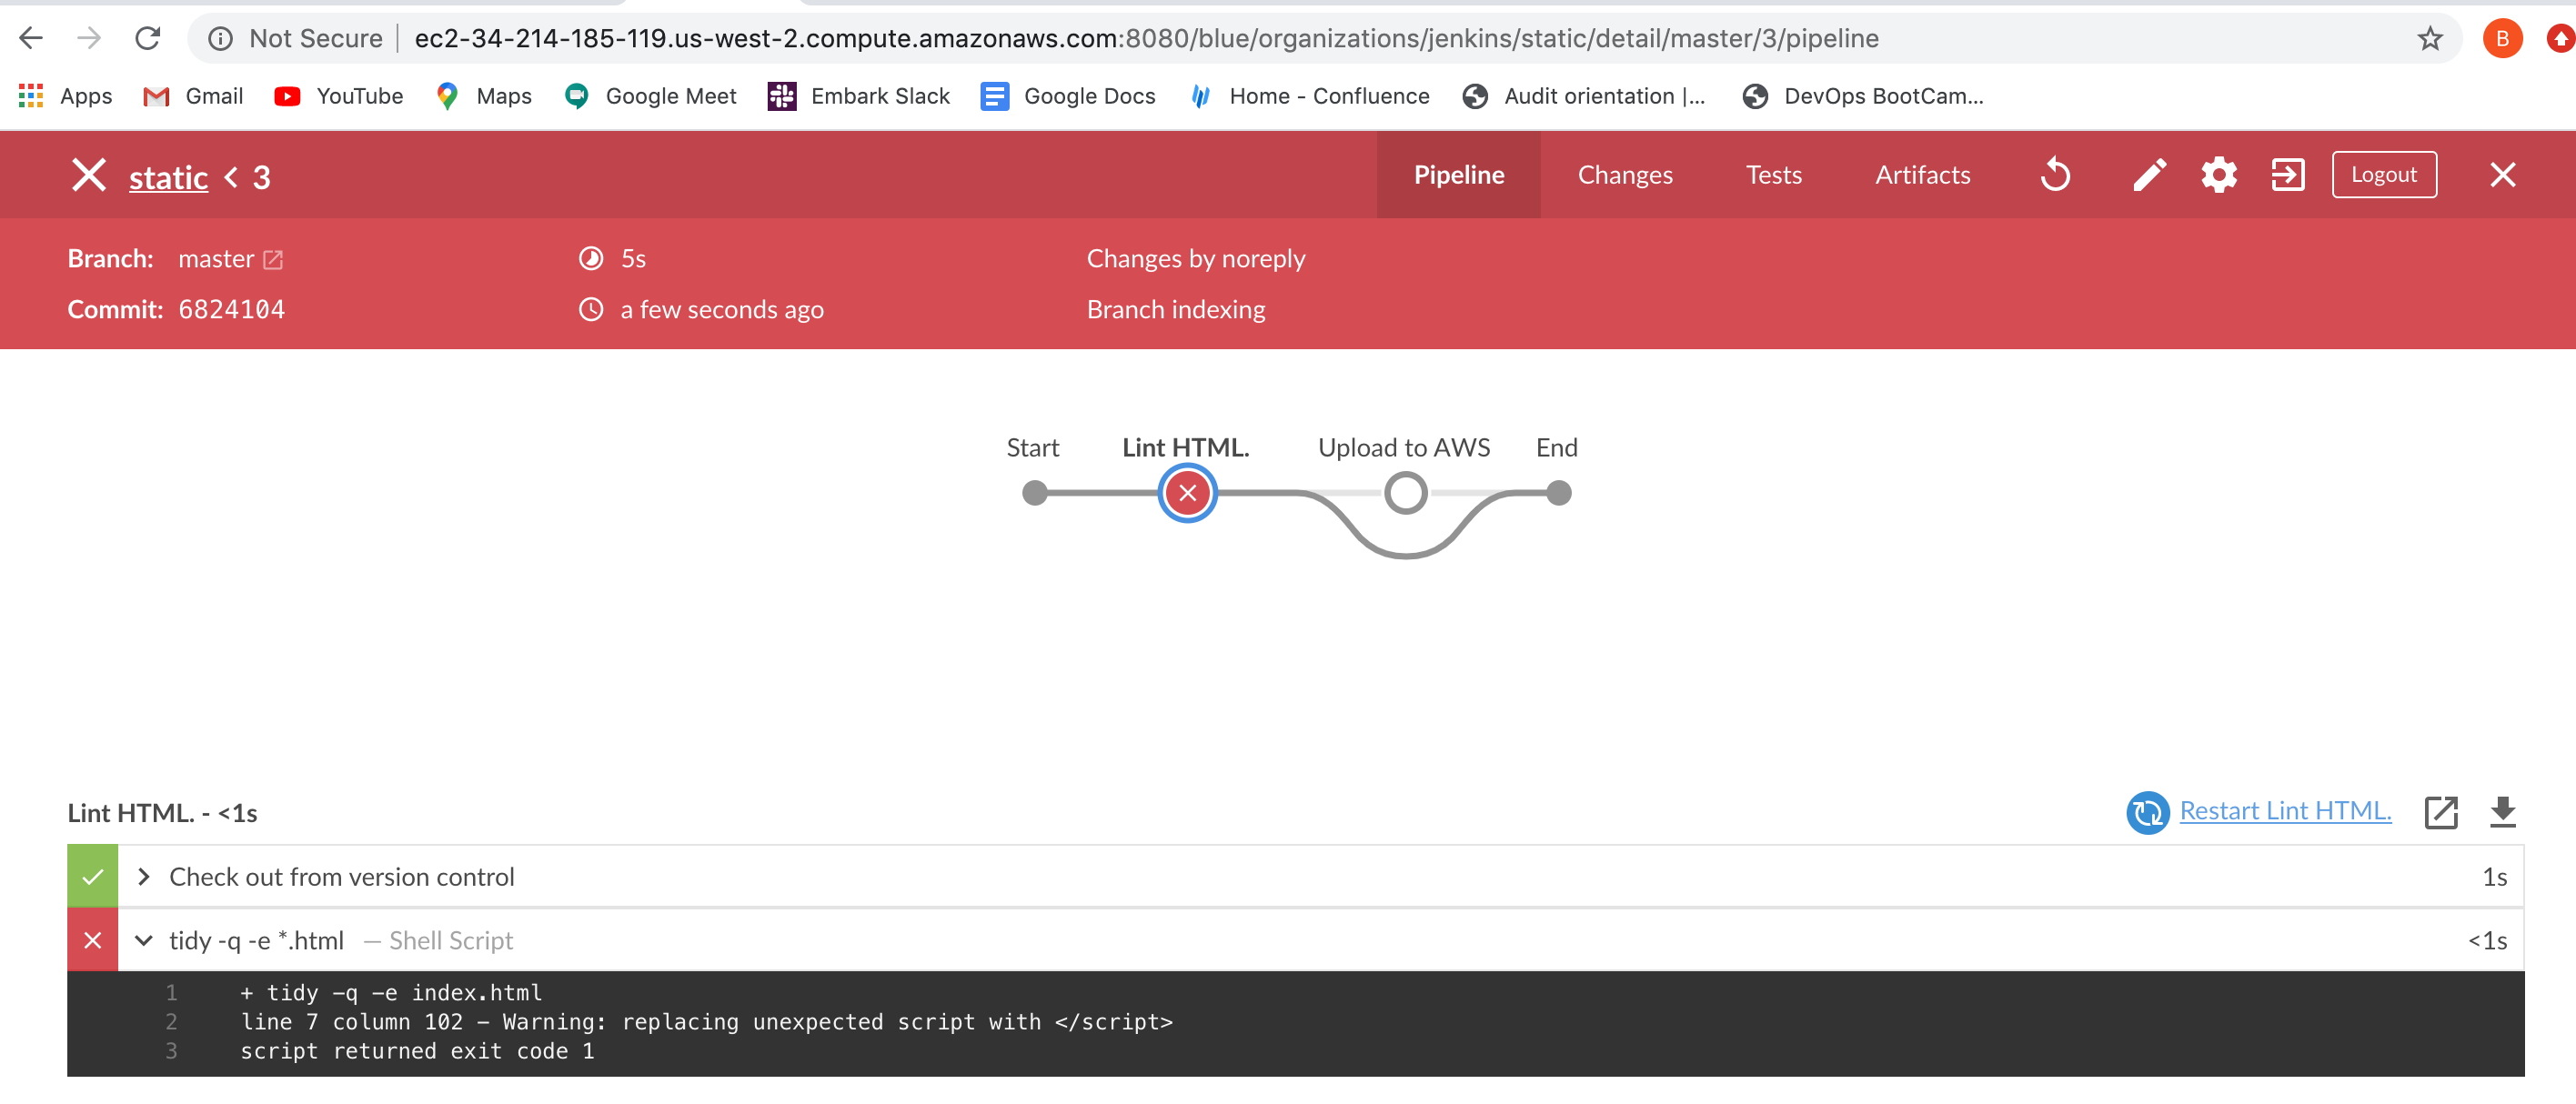 Not Secure ec2-34-214-185-119.us-west-2.compute.amazonaws.com:8080/blue/organizations/jenkins/static/detail/master/3/pipeline B
Apps Gmail YouTube Maps Google Meet Embark Slack Google Docs Home - Confluence Audit orientation |... DevOps BootCam...
static < 3 Pipeline Changes Tests Artifacts Logout
Branch: master 5s Changes by noreply
Commit: 6824104 a few seconds ago Branch indexing
Start Lint HTML. Upload to AWS End
Lint HTML. - <1s Restart Lint HTML.
Check out from version control 1s
tidy -q -e *.html — Shell Script <1s
1 + tidy -q -e index.html
2 line 7 column 102 - Warning: replacing unexpected script with </script>
3 script returned exit code 1